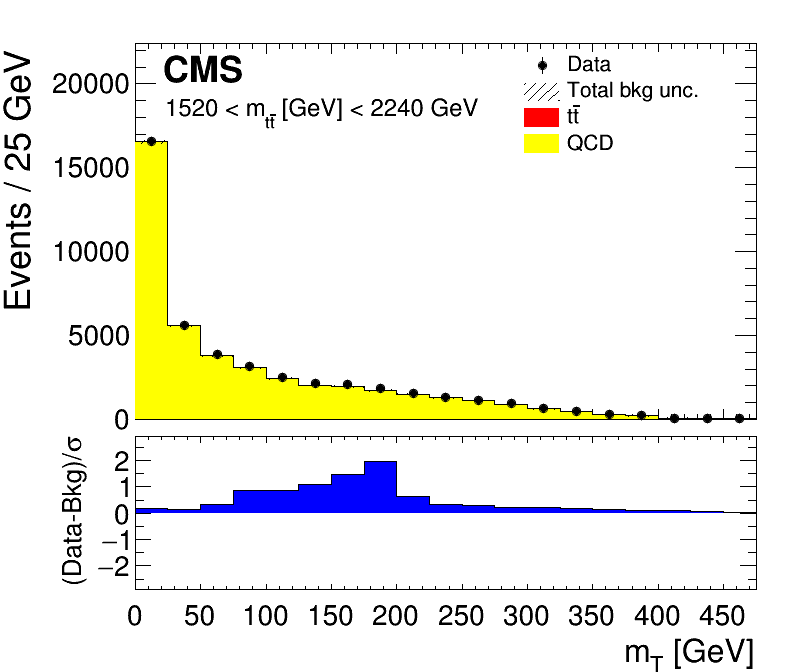 CMS
1520 < m_tt̄ [GeV] < 2240 GeV
Data
Total bkg unc.
tt̄
QCD
Events / 25 GeV
20000
15000
10000
5000
0
(Data-Bkg)/σ
2
1
0
−1
−2
0 50 100 150 200 250 300 350 400 450
m_T [GeV]